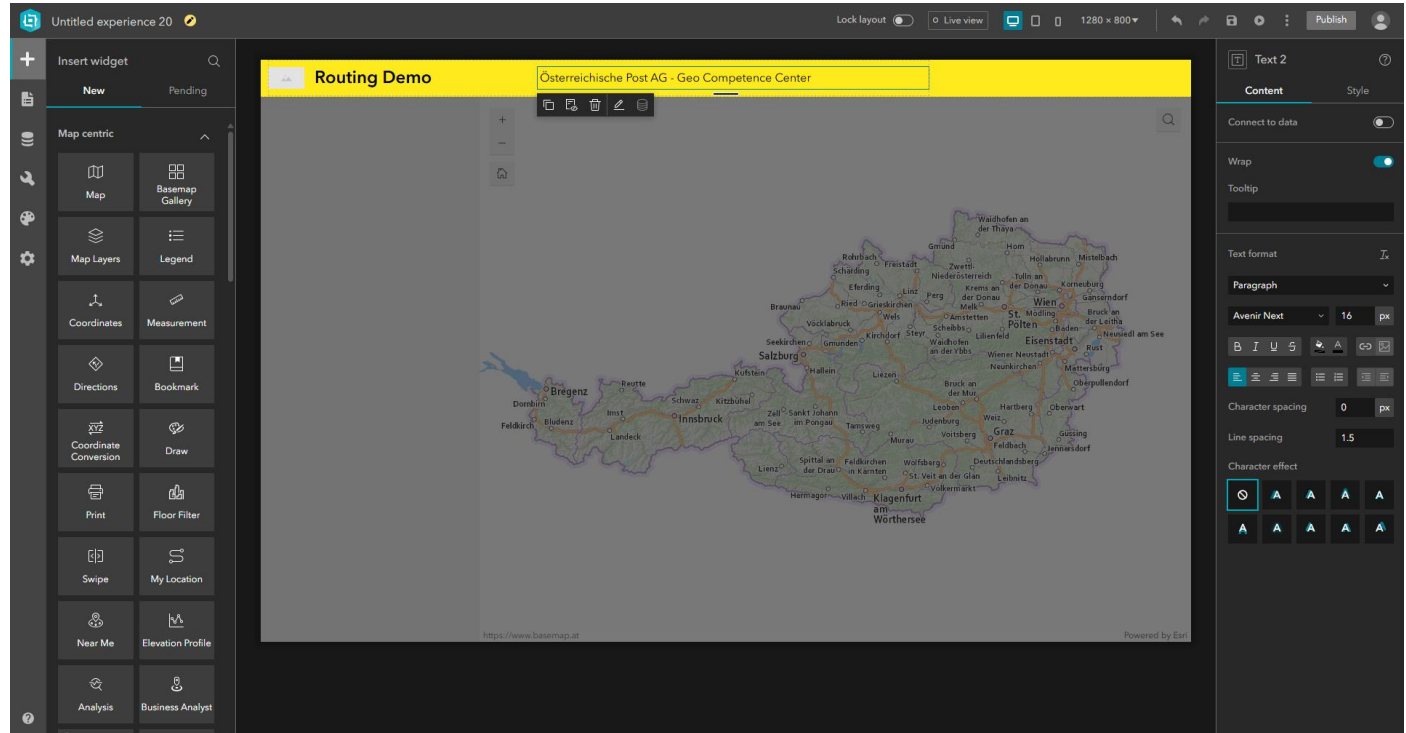 Untitled experience 20
Lock layout
Live view
1280 × 800
Publish
Insert widget
New
Pending
Map centric
Map
Basemap
Gallery
Map Layers
Legend
Coordinates
Measurement
Directions
Bookmark
XYZ
Coordinate
Conversion
Draw
Print
Floor Filter
Swipe
My Location
Near Me
Elevation Profile
Analysis
Business Analyst
Routing Demo
Österreichische Post AG - Geo Competence Center
Waidhofen an
der Thaya
Gmünd
Horn
Rohrbach
Freistadt
Zwettl
Hollabrunn
Mistelbach
Schärding
Niederösterreich
Tulln an
der Donau
Korneuburg
Eferding
Linz
Perg
Krems an
der Donau
Gänserndorf
Braunau
Ried
Grieskirchen
Melk
Wien
Wels
Amstetten
St.
Pölten
Mödling
Bruck an
der Leitha
Vöcklabruck
Kirchdorf
Steyr
Scheibbs
Lilienfeld
Baden
Neusiedl am See
Seekirchen
Gmunden
Waidhofen
an der Ybbs
Eisenstadt
Rust
Salzburg
Wiener Neustadt
Kufstein
Hallein
Liezen
Neunkirchen
Mattersburg
Bregenz
Reutte
Bruck an
der Mur
Oberpullendorf
Dornbirn
Schwaz
Kitzbühel
Leoben
Hartberg
Oberwart
Feldkirch
Bludenz
Imst
Innsbruck
Zell
am See
Sankt Johann
im Pongau
Tamsweg
Judenburg
Weiz
Landeck
Murau
Voitsberg
Graz
Güssing
Feldbach
Jennersdorf
Lienz
Spittal an
der Drau
Feldkirchen
in Kärnten
Wolfsberg
Deutschlandsberg
St. Veit an der Glan
Leibnitz
Hermagor
Villach
Klagenfurt
am
Wörthersee
Völkermarkt
https://www.basemap.at
Powered by Esri
Text 2
Content
Style
Connect to data
Wrap
Tooltip
Text format
Paragraph
Avenir Next
16
px
B I U S A
Character spacing
0
px
Line spacing
1.5
Character effect
A A A A
A A A A A